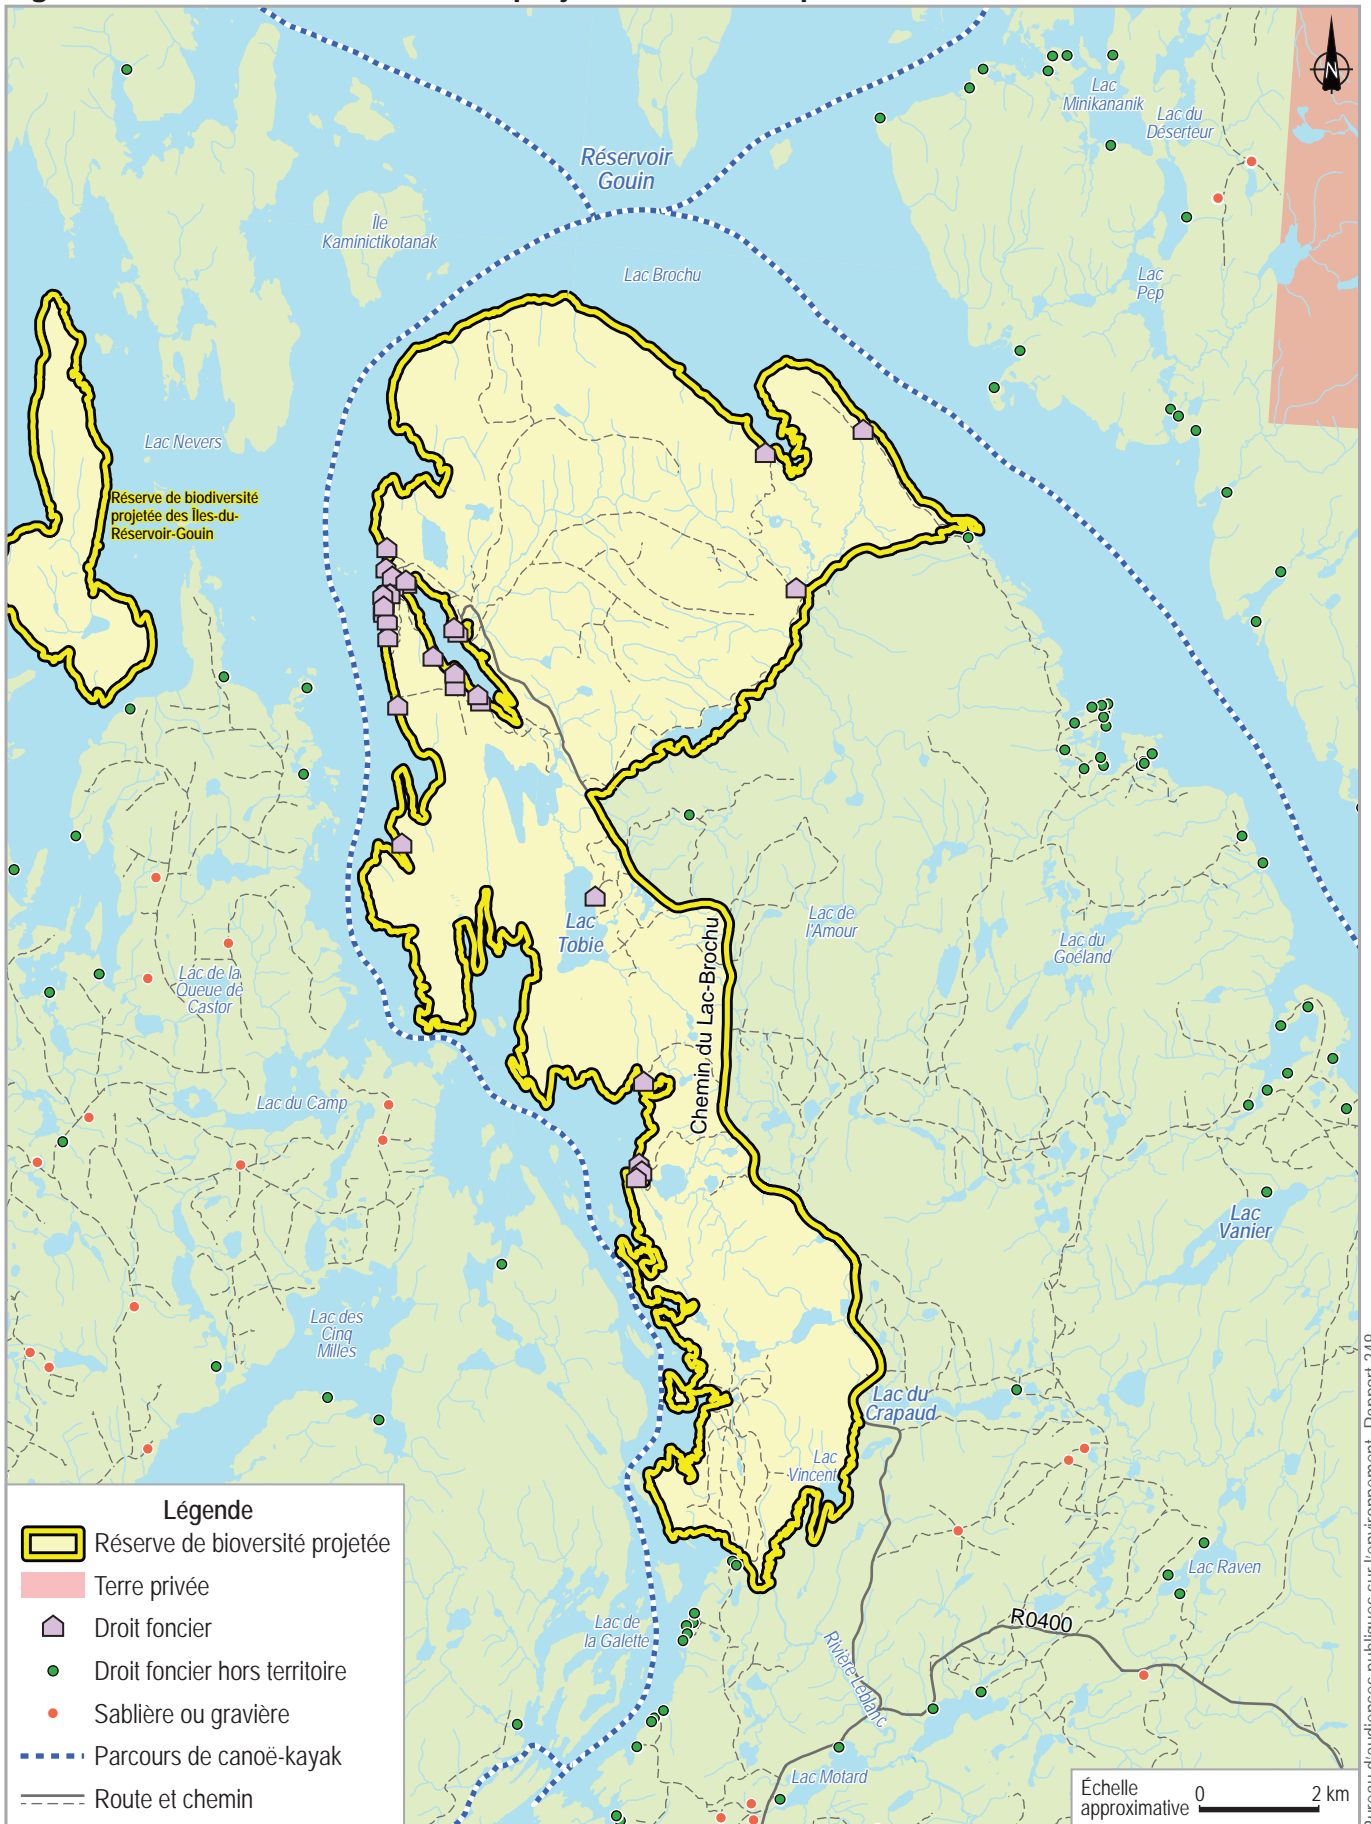 N
Lac
Minikananik
Lac du
Déserteur
Réservoir
Gouin
Île
Kaminictikotanak
Lac Brochu
Lac
Pep
Lac Nevers
Réserve de biodiversité
projetée des Îles-du-
Réservoir-Gouin
Lac
Tobie
Lac de
l'Amour
Lac du
Goéland
Chemin du Lac-Brochu
Lac de la
Queue de
Castor
Lac du Camp
Lac
Vanier
Lac des
Cinq
Milles
Lac du
Crapaud
Lac
Vincent
Lac Raven
Lac de
la Galette
R0400
Rivière Leblanc
Lac Motard
Légende
Réserve de bioversité projetée
Terre privée
Droit foncier
Droit foncier hors territoire
Sablière ou gravière
Parcours de canoë-kayak
Route et chemin
Échelle
approximative
0
2 km